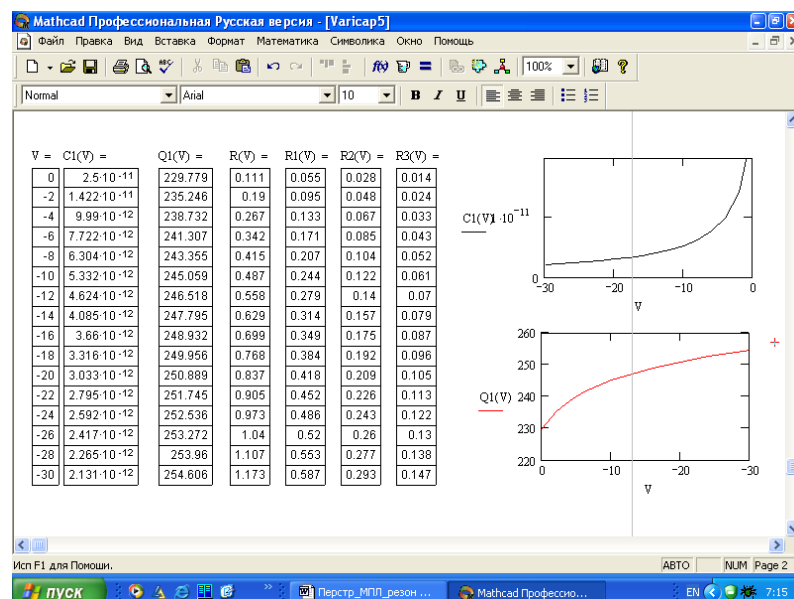 Mathcad Профессиональная Русская версия - [Varicap5]
Файл Правка Вид Вставка Формат Математика Символика Окно Помощь
100%
Normal Arial 10 B I U
V = C1(V) = Q1(V) = R(V) = R1(V) = R2(V) = R3(V) =
0 2.5·10 -11 229.779 0.111 0.055 0.028 0.014
-2 1.422·10 -11 235.246 0.19 0.095 0.048 0.024
-4 9.99·10 -12 238.732 0.267 0.133 0.067 0.033
-6 7.722·10 -12 241.307 0.342 0.171 0.085 0.043
-8 6.304·10 -12 243.355 0.415 0.207 0.104 0.052
-10 5.332·10 -12 245.059 0.487 0.244 0.122 0.061
-12 4.624·10 -12 246.518 0.558 0.279 0.14 0.07
-14 4.085·10 -12 247.795 0.629 0.314 0.157 0.079
-16 3.66·10 -12 248.932 0.699 0.349 0.175 0.087
-18 3.316·10 -12 249.956 0.768 0.384 0.192 0.096
-20 3.033·10 -12 250.889 0.837 0.418 0.209 0.105
-22 2.795·10 -12 251.745 0.905 0.452 0.226 0.113
-24 2.592·10 -12 252.536 0.973 0.486 0.243 0.122
-26 2.417·10 -12 253.272 1.04 0.52 0.26 0.13
-28 2.265·10 -12 253.96 1.107 0.553 0.277 0.138
-30 2.131·10 -12 254.606 1.173 0.587 0.293 0.147
C1(V) 1·10 -11
0
-30 -20 -10 0
V
260
250
Q1(V) 240
230
220
0 -10 -20 -30
V
Исп F1 для Помоши. АВТО NUM Page 2
пуск » Перстр_МПЛ_резон ... Mathcad Профессио... EN 7:15